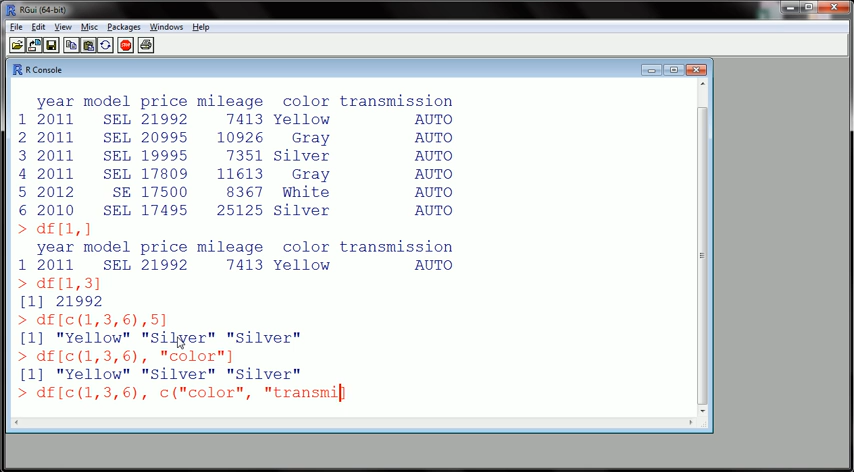 RGui (64-bit)
File Edit View Misc Packages Windows Help
STOP
R Console
year model price mileage color transmission
1 2011 SEL 21992 7413 Yellow AUTO
2 2011 SEL 20995 10926 Gray AUTO
3 2011 SEL 19995 7351 Silver AUTO
4 2011 SEL 17809 11613 Gray AUTO
5 2012 SE 17500 8367 White AUTO
6 2010 SEL 17495 25125 Silver AUTO
> df[1,]
year model price mileage color transmission
1 2011 SEL 21992 7413 Yellow AUTO
> df[1,3]
[1] 21992
> df[c(1,3,6),5]
[1] "Yellow" "Silver" "Silver"
> df[c(1,3,6), "color"]
[1] "Yellow" "Silver" "Silver"
> df[c(1,3,6), c("color", "transmi]